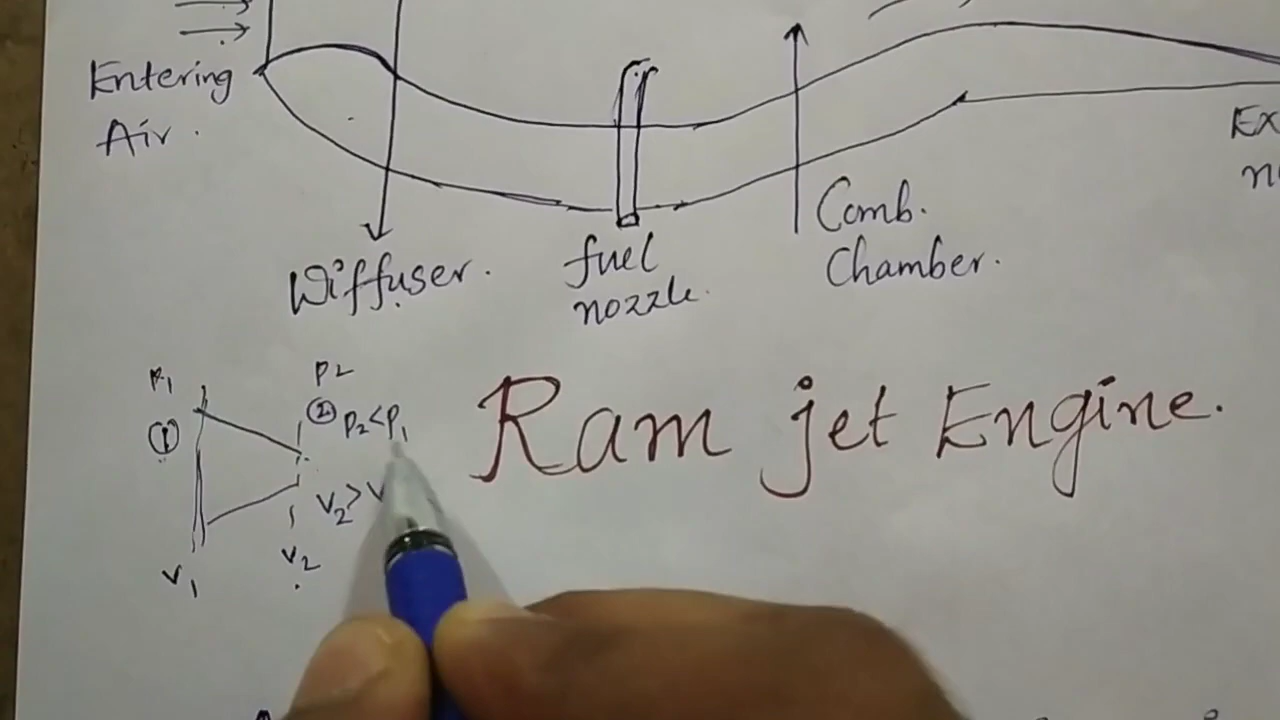 Entering
Air.
Diffuser.
fuel
nozzle.
Comb.
Chamber.
Ex
P1
P2
①
② P2<P1
V2>V
V1
V2
Ram jet Engine.